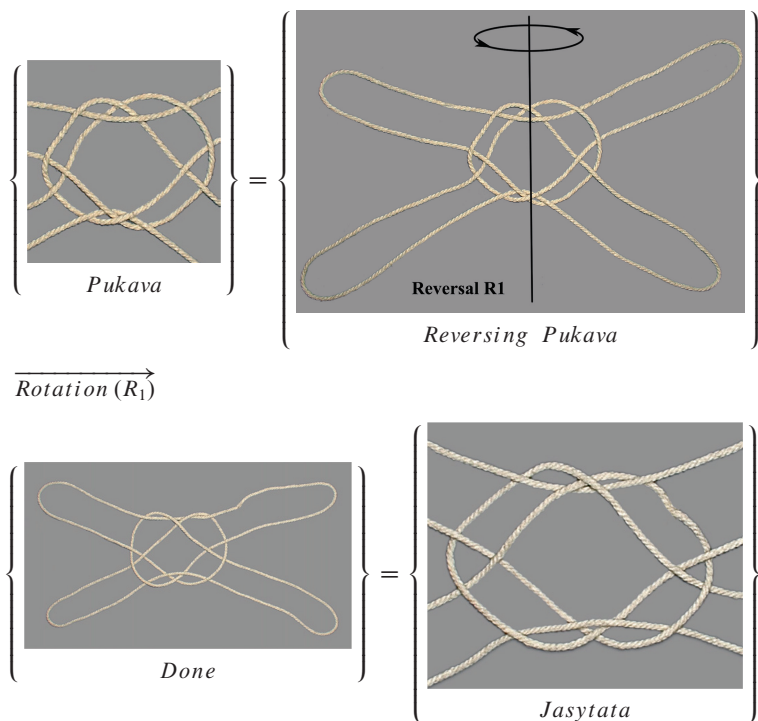 Pukava
=
Reversal R1
Reversing Pukava
Rotation (R₁)
Done
=
Jasytata